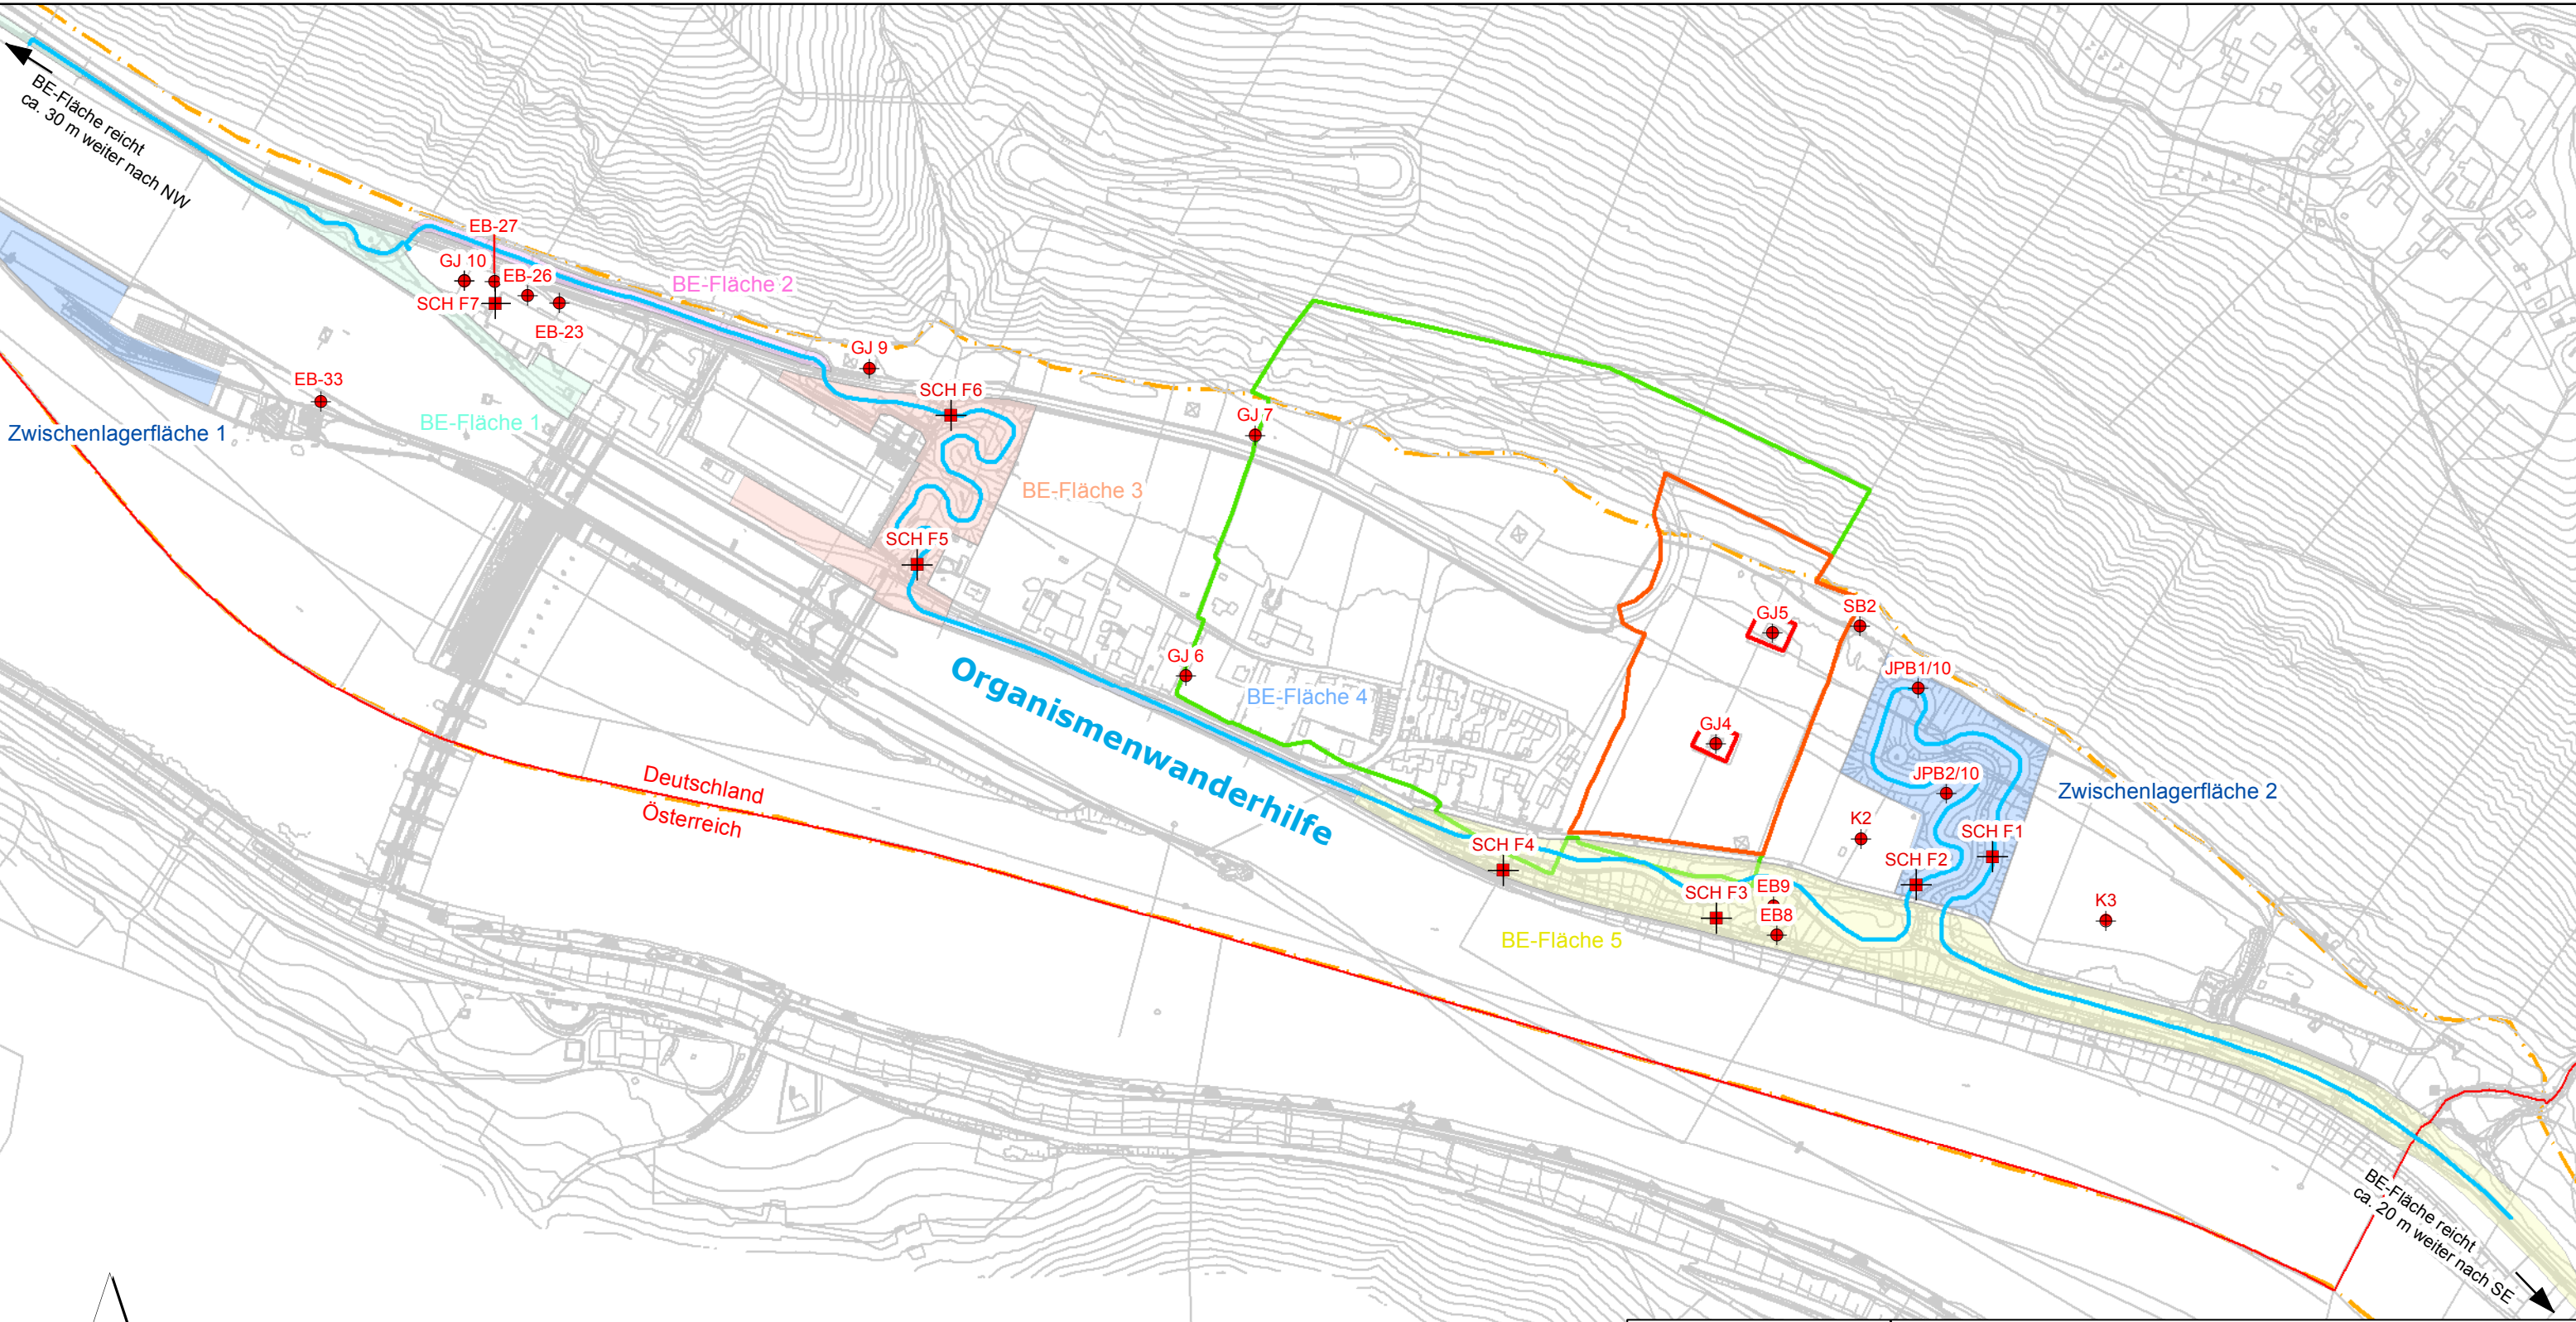 BE-Fläche reicht
ca. 30 m weiter nach NW
EB-27
GJ 10
EB-26
SCH F7
EB-23
BE-Fläche 2
GJ 9
EB-33
SCH F6
BE-Fläche 1
Zwischenlagerfläche 1
GJ 7
BE-Fläche 3
SCH F5
GJ5
SB2
GJ 6
JPB1/10
BE-Fläche 4
Organismenwanderhilfe
GJ4
JPB2/10
Zwischenlagerfläche 2
Deutschland
Österreich
K2
SCH F1
SCH F4
SCH F2
SCH F3
EB9
K3
EB8
BE-Fläche 5
BE-Fläche reicht
ca. 20 m weiter nach SE